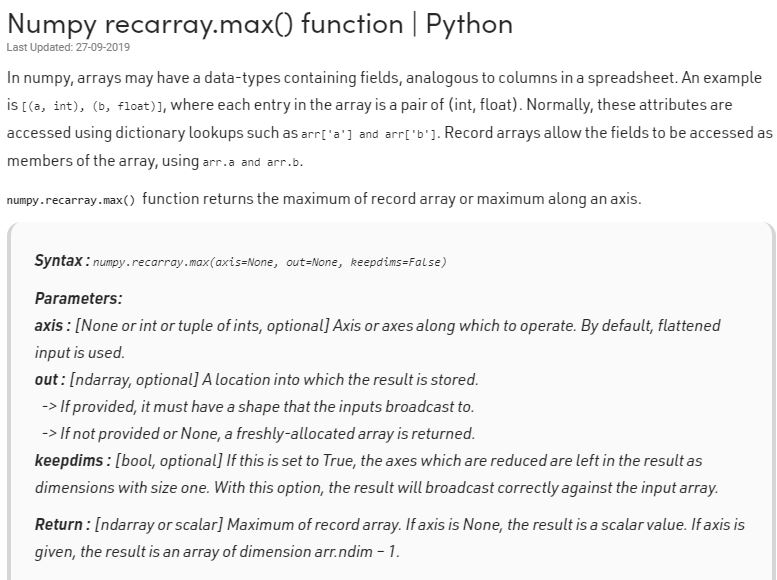 Numpy recarray.max() function | Python
Last Updated: 27-09-2019
In numpy, arrays may have a data-types containing fields, analogous to columns in a spreadsheet. An example
is [(a, int), (b, float)], where each entry in the array is a pair of (int, float). Normally, these attributes are
accessed using dictionary lookups such as arr['a'] and arr['b']. Record arrays allow the fields to be accessed as
members of the array, using arr.a and arr.b.
numpy.recarray.max() function returns the maximum of record array or maximum along an axis.
Syntax : numpy.recarray.max(axis=None, out=None, keepdims=False)
Parameters:
axis : [None or int or tuple of ints, optional] Axis or axes along which to operate. By default, flattened
input is used.
out : [ndarray, optional] A location into which the result is stored.
-> If provided, it must have a shape that the inputs broadcast to.
-> If not provided or None, a freshly-allocated array is returned.
keepdims : [bool, optional] If this is set to True, the axes which are reduced are left in the result as
dimensions with size one. With this option, the result will broadcast correctly against the input array.
Return : [ndarray or scalar] Maximum of record array. If axis is None, the result is a scalar value. If axis is
given, the result is an array of dimension arr.ndim – 1.